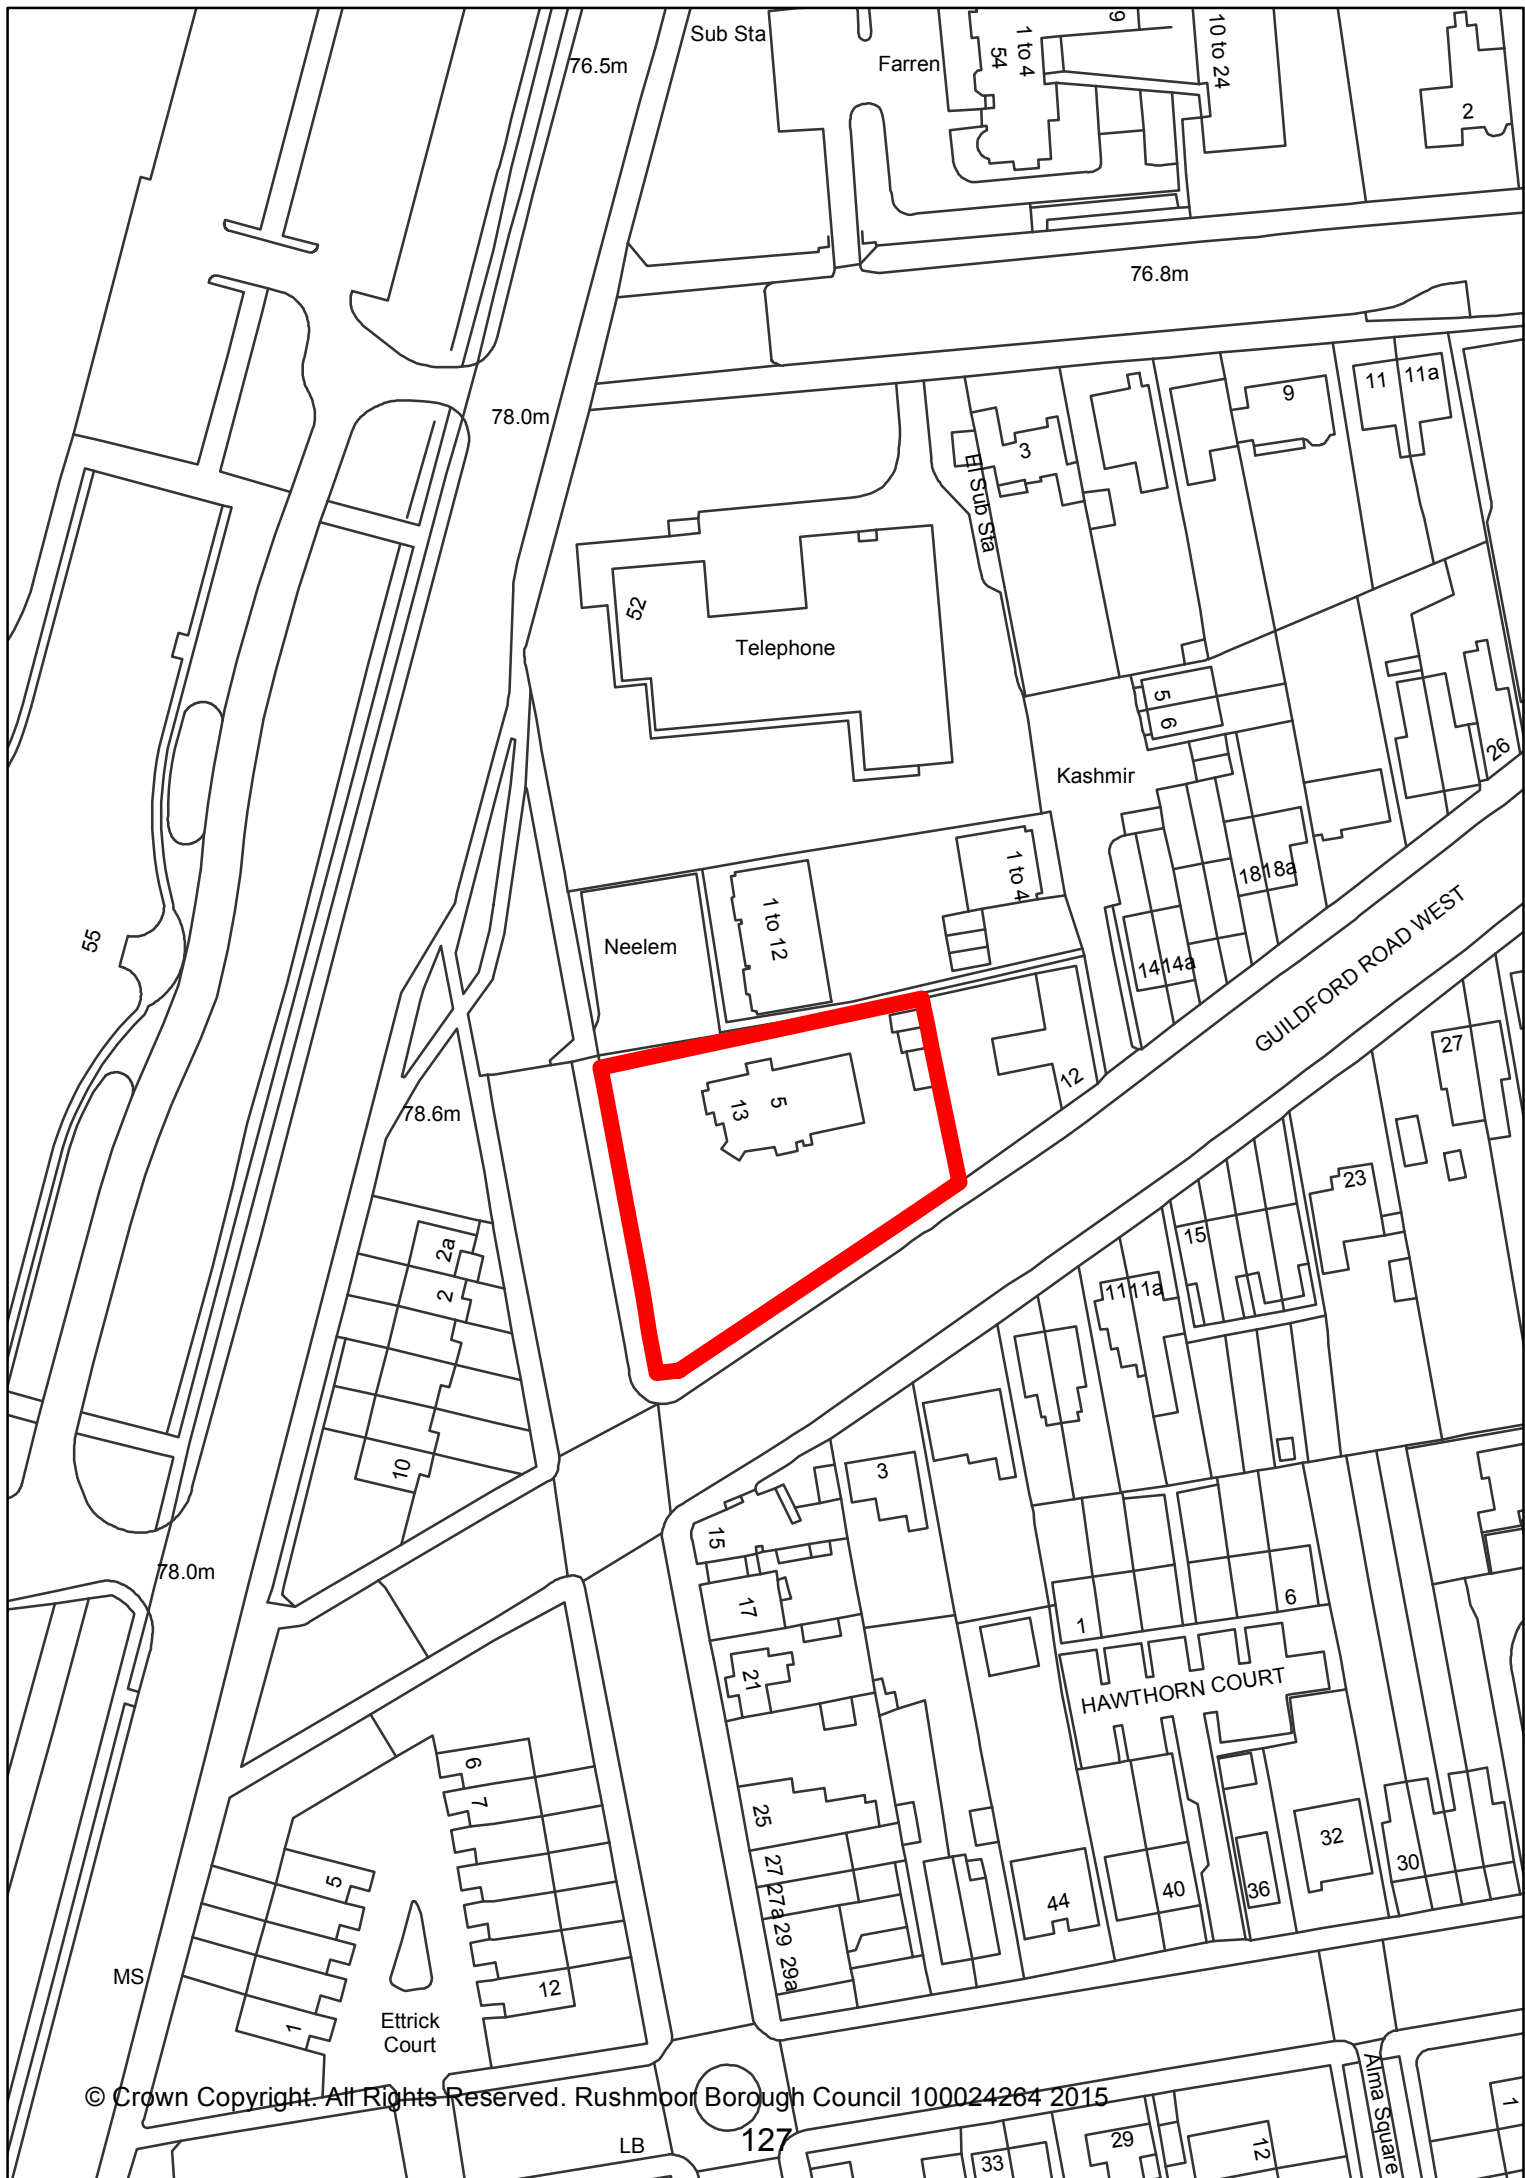 Sub Sta
76.5m
Farren
54
1 to 4
9
10 to 24
2
76.8m
78.0m
3
El Sub Sta
9
11
11a
52
Telephone
5
6
26
Kashmir
1 to 4
18
18a
1 to 12
55
Neelem
14
14a
GUILDFORD ROAD WEST
27
12
13
5
78.6m
23
15
2a
2
11
11a
10
3
15
78.0m
17
1
6
21
HAWTHORN COURT
6
7
25
5
27
27a
29
29a
44
40
36
32
30
MS
12
1
Ettrick
Court
Alma Square
© Crown Copyright. All Rights Reserved. Rushmoor Borough Council 100024264 2015
127
LB
33
29
12
1